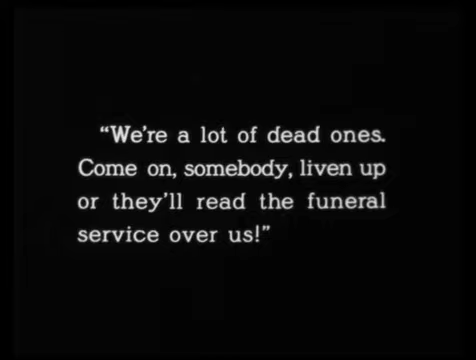 “We’re a lot of dead ones.
Come on, somebody, liven up
or they’ll read the funeral
service over us!”